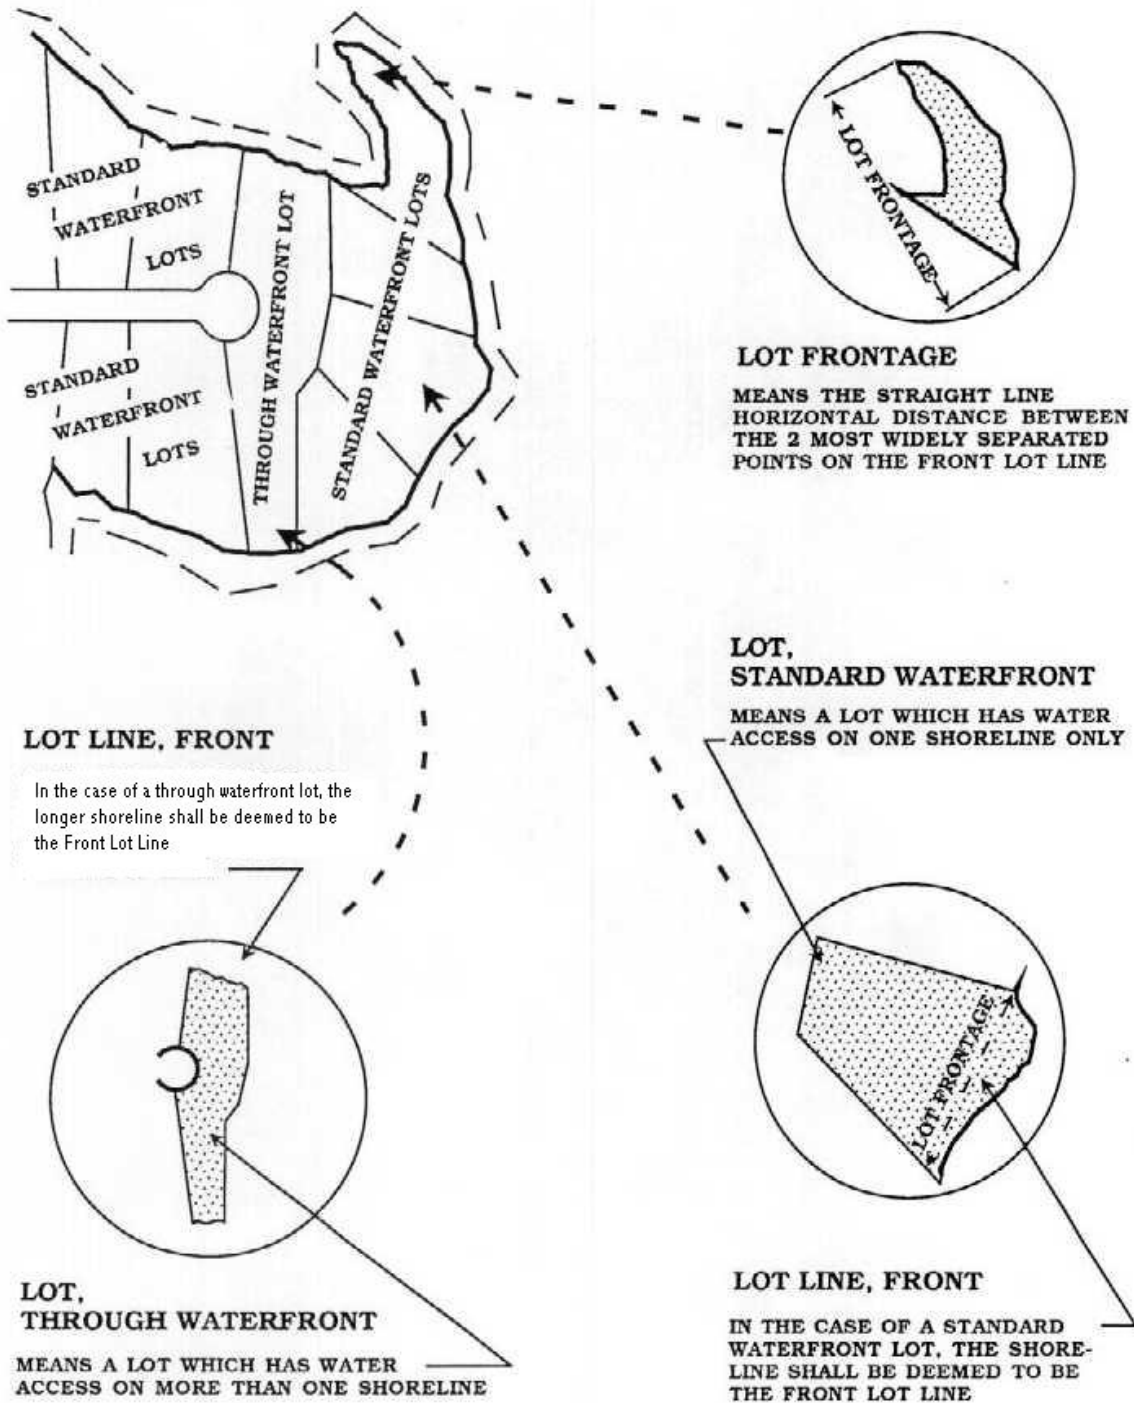 STANDARD
WATERFRONT
LOTS
THROUGH WATERFRONT LOT
STANDARD WATERFRONT LOTS
STANDARD
WATERFRONT
LOTS
LOT FRONTAGE
LOT FRONTAGE
MEANS THE STRAIGHT LINE
HORIZONTAL DISTANCE BETWEEN
THE 2 MOST WIDELY SEPARATED
POINTS ON THE FRONT LOT LINE
LOT,
STANDARD WATERFRONT
MEANS A LOT WHICH HAS WATER
ACCESS ON ONE SHORELINE ONLY
LOT LINE, FRONT
In the case of a through waterfront lot, the
longer shoreline shall be deemed to be
the Front Lot Line
LOT FRONTAGE
LOT,
THROUGH WATERFRONT
MEANS A LOT WHICH HAS WATER
ACCESS ON MORE THAN ONE SHORELINE
LOT LINE, FRONT
IN THE CASE OF A STANDARD
WATERFRONT LOT, THE SHORE-
LINE SHALL BE DEEMED TO BE
THE FRONT LOT LINE